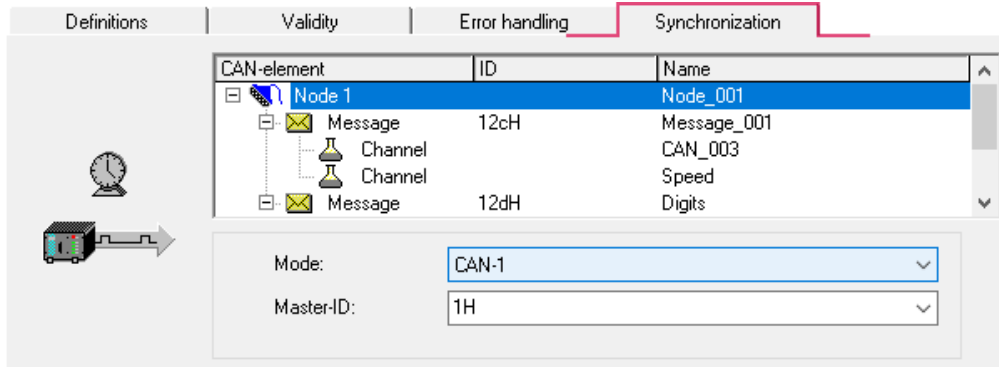 Definitions Validity Error handling Synchronization
CAN-element ID Name
Node 1 Node_001
Message 12cH Message_001
Channel CAN_003
Channel Speed
Message 12dH Digits
Mode: CAN-1
Master-ID: 1H